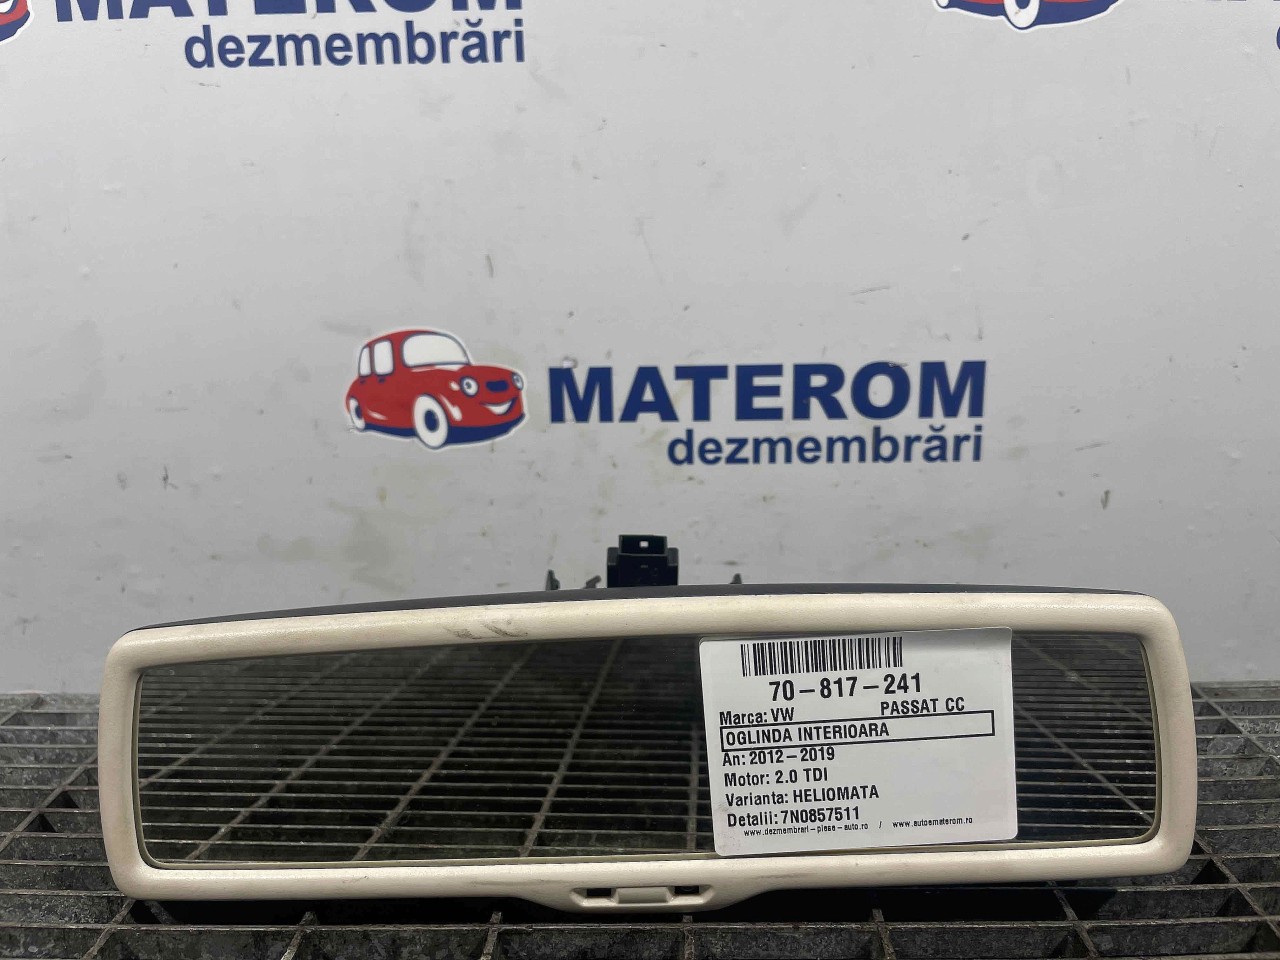 MATEROM
dezmembrări
MATEROM
dezmembrări
70-817-241
Marca: VW PASSAT CC
OGLINDA INTERIOARA
An: 2012-2019
Motor: 2.0 TDI
Varianta: HELIOMATA
Detalii: 7N0857511
www.dezmembrari-piese-auto.ro / www.autoematerom.ro